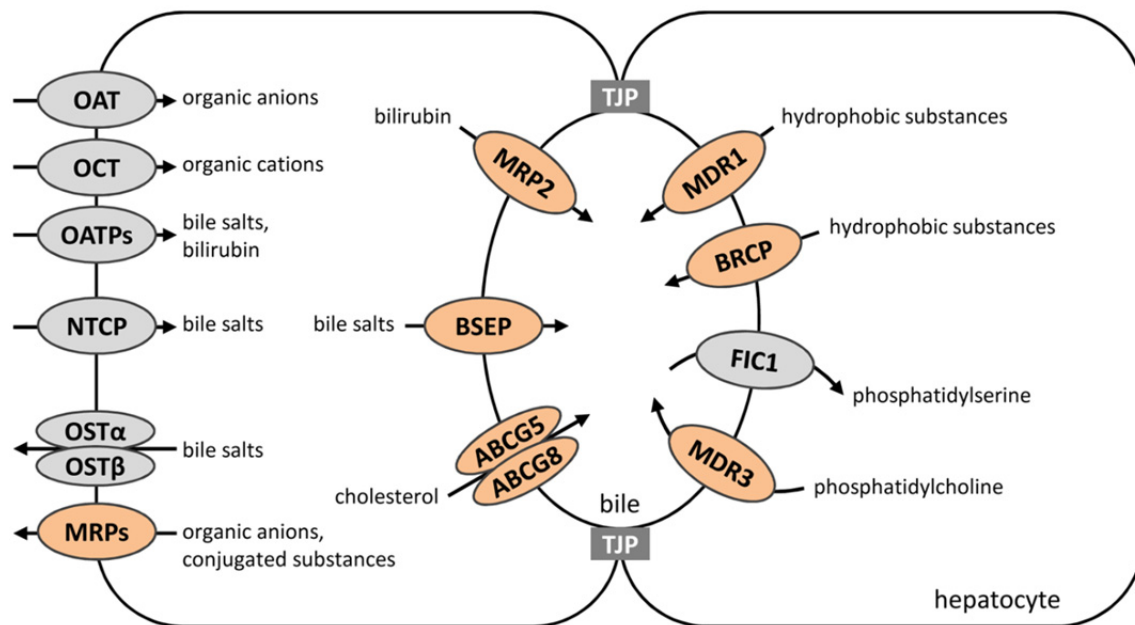 TJP
OAT
organic anions
bilirubin
hydrophobic substances
MRP2
MDR1
OCT
organic cations
OATPs
bile salts,
bilirubin
hydrophobic substances
BRCP
NTCP
bile salts
bile salts
BSEP
FIC1
phosphatidylserine
OSTα
OSTβ
bile salts
ABCG5
ABCG8
cholesterol
MDR3
phosphatidylcholine
bile
MRPs
organic anions,
conjugated substances
TJP
hepatocyte